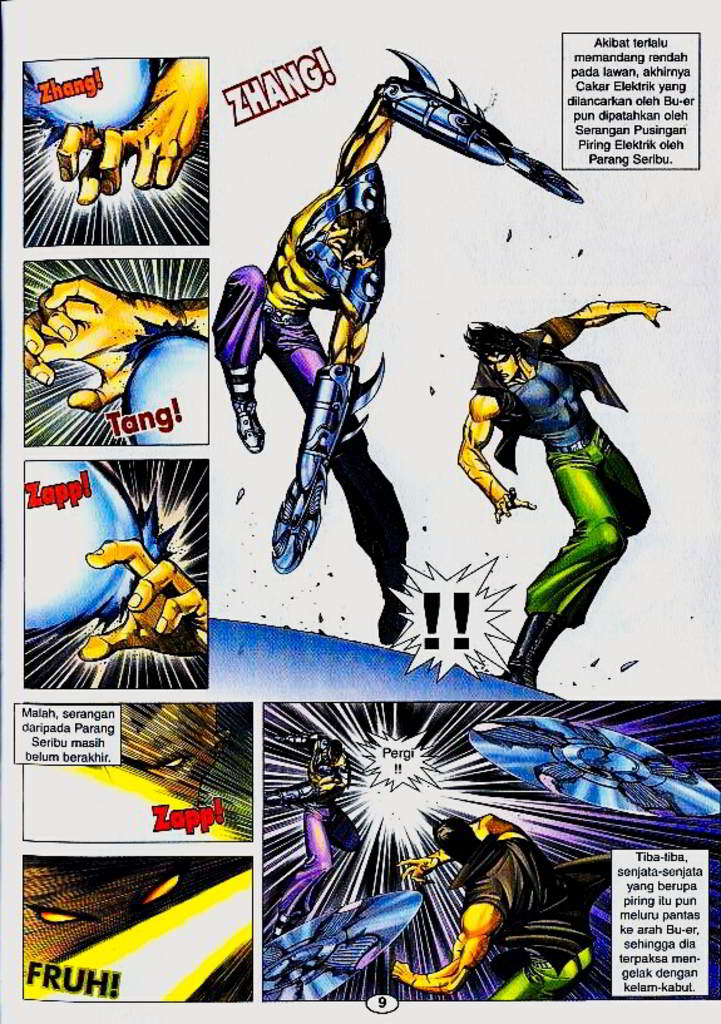 Zhang!
ZHANG!
Akibat terlalu
memandang rendah
pada lawan, akhirnya
Cakar Elektrik yang
dilancarkan oleh Bu-er
pun dipatahkan oleh
Serangan Pusingan
Piring Elektrik oleh
Parang Seribu.
Tang!
Zapp!
!!
Malah, serangan
daripada Parang
Seribu masih
belum berakhir.
Zapp!
FRUH!
Pergi
!!
Tiba-tiba,
senjata-senjata
yang berupa
piring itu pun
meluru pantas
ke arah Bu-er,
sehingga dia
terpaksa men-
gelak dengan
kelam-kabut.
9